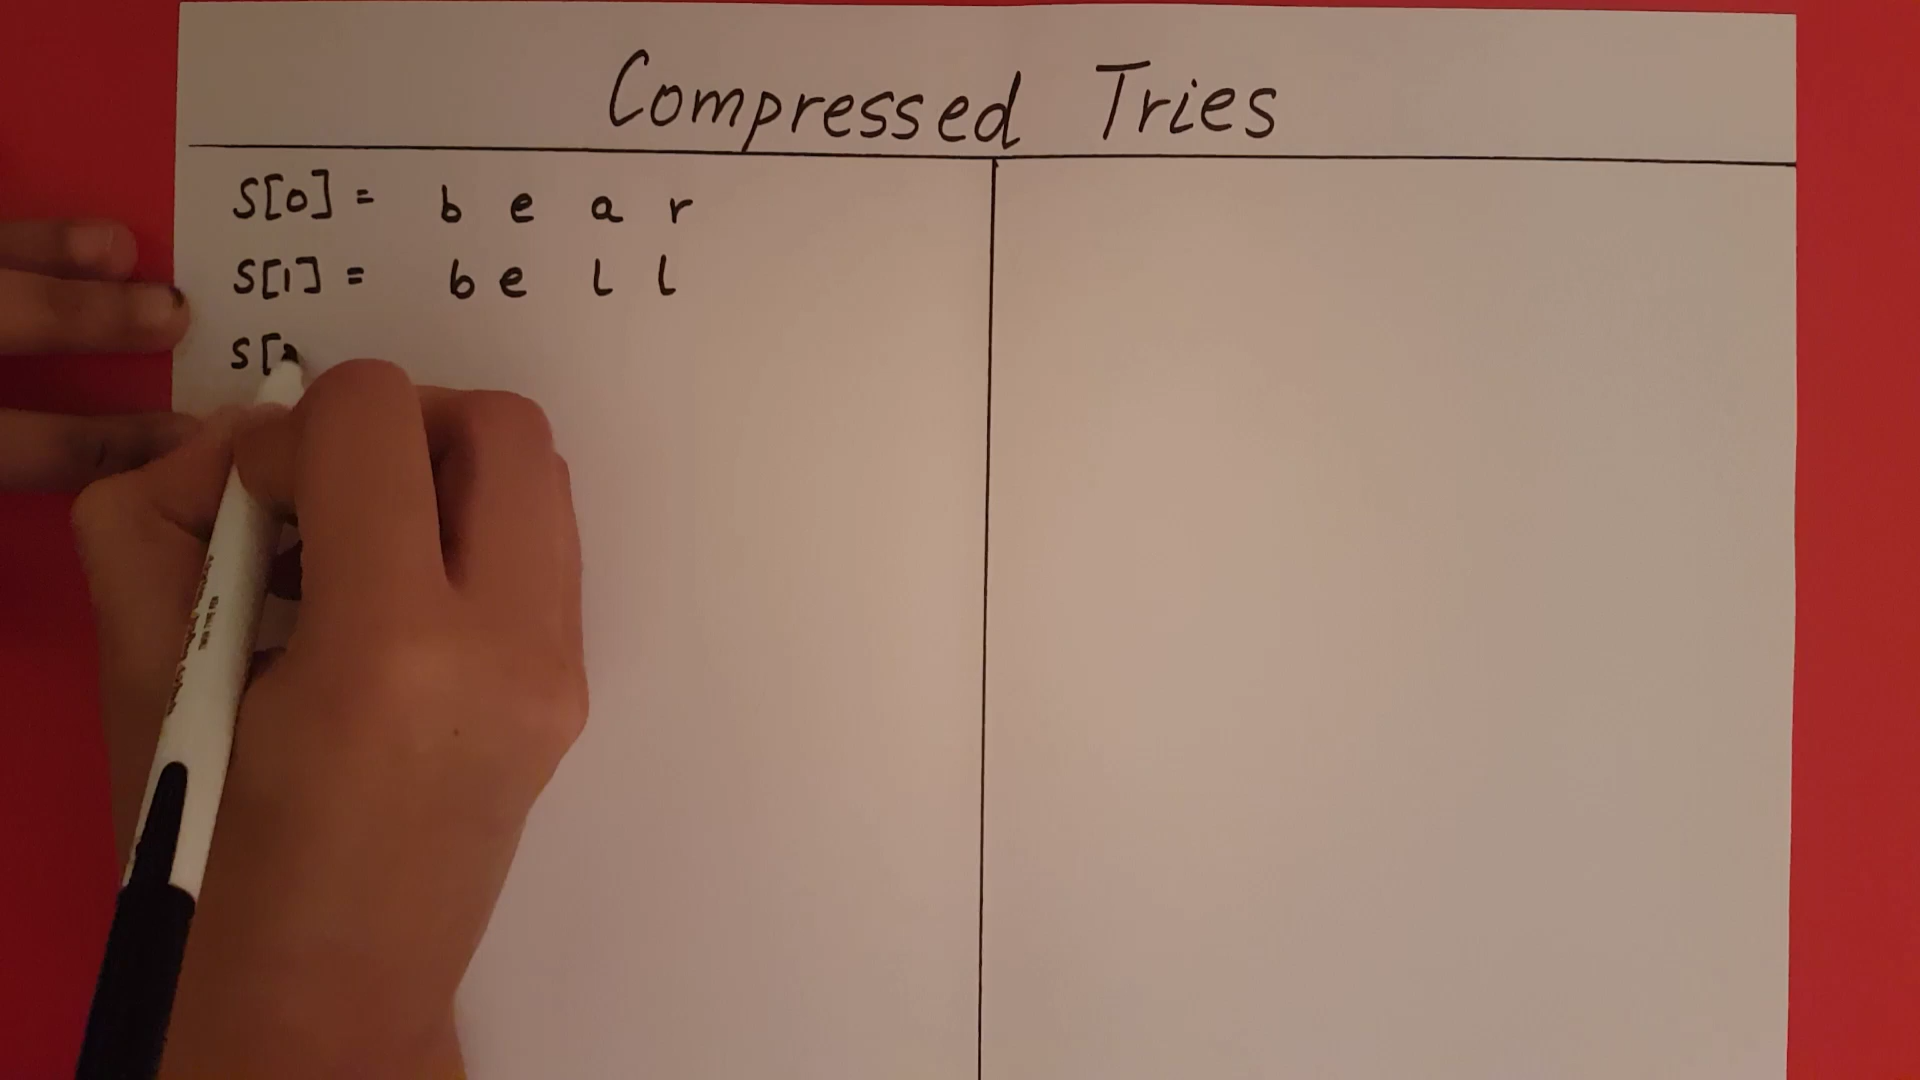 Compressed Tries
S[0] = b e a r
S[1] = b e l l
S[